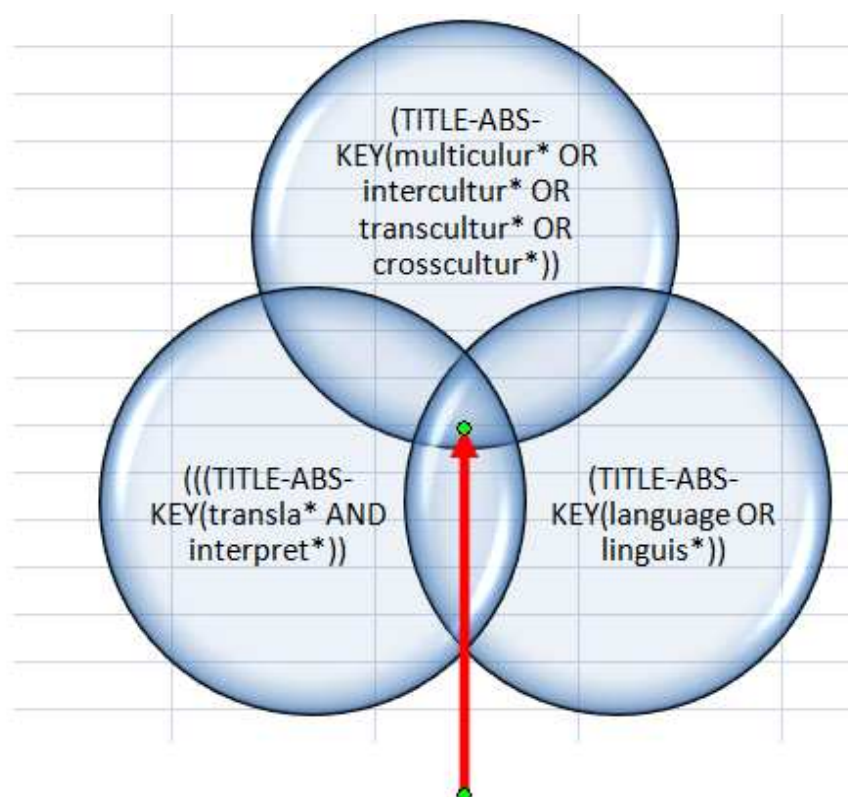 (TITLE-ABS-
KEY(multiculur* OR
intercultur* OR
transcultur* OR
crosscultur*))
(((TITLE-ABS-
KEY(transla* AND
interpret*))
(TITLE-ABS-
KEY(language OR
linguis*))